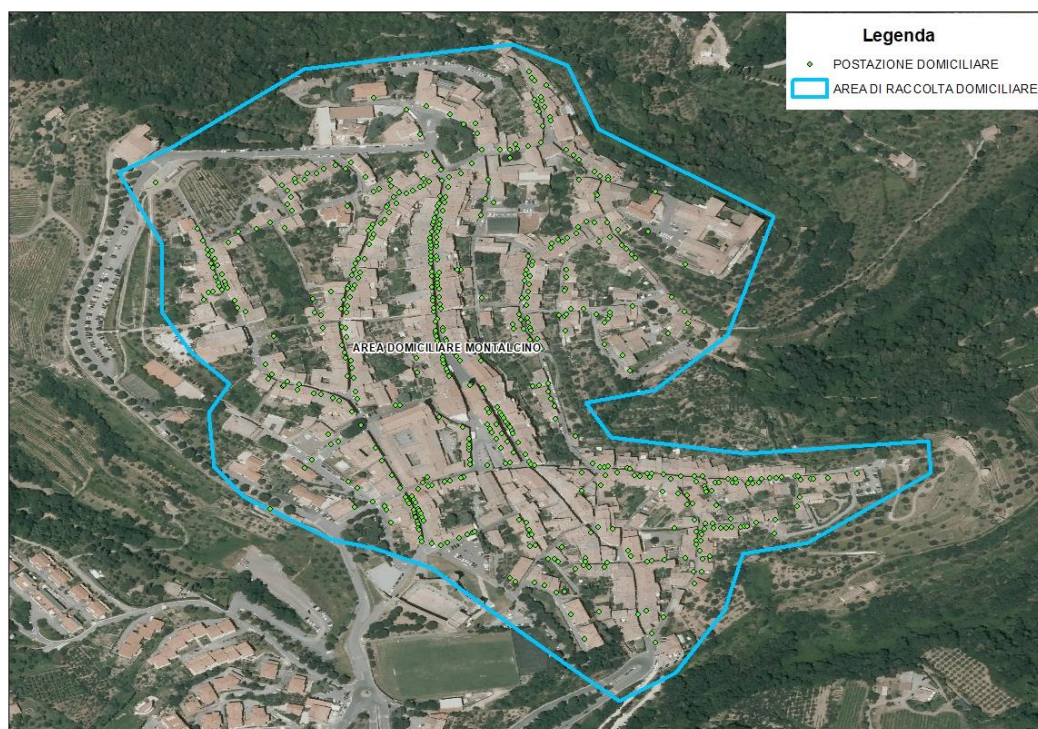 Legenda
POSTAZIONE DOMICILIARE
AREA DI RACCOLTA DOMICILIARE
AREA DOMICILIARE MONTALCINO